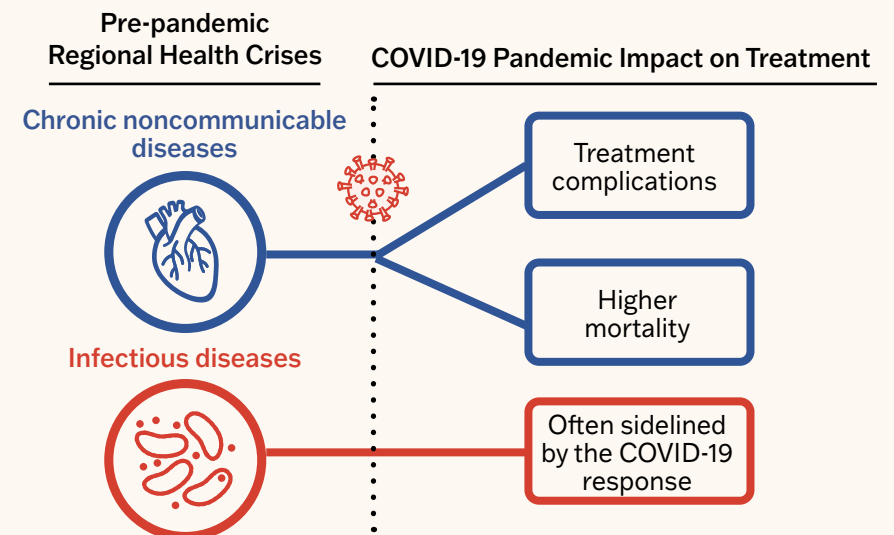 Pre-pandemic
Regional Health Crises
COVID-19 Pandemic Impact on Treatment
Chronic noncommunicable
diseases
Treatment
complications
Higher
mortality
Infectious diseases
Often sidelined
by the COVID-19
response